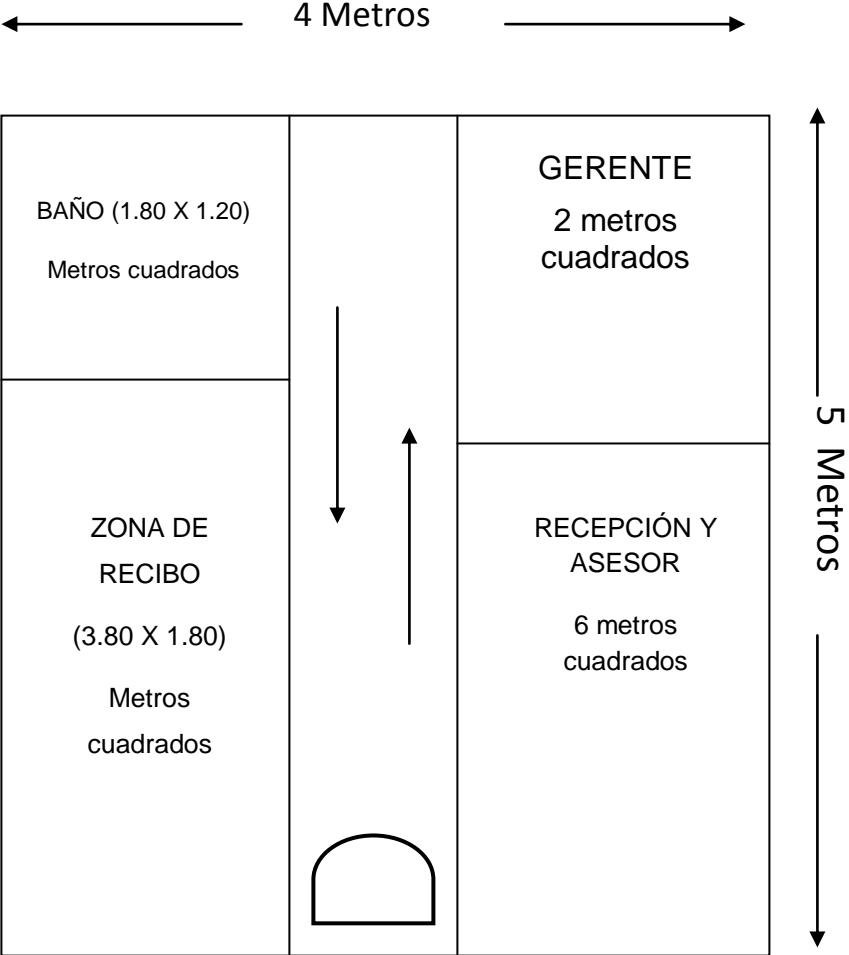 4 Metros
BAÑO (1.80 X 1.20)
Metros cuadrados
GERENTE
2 metros
cuadrados
5 Metros
ZONA DE
RECIBO
(3.80 X 1.80)
Metros
cuadrados
RECEPCIÓN Y
ASESOR
6 metros
cuadrados